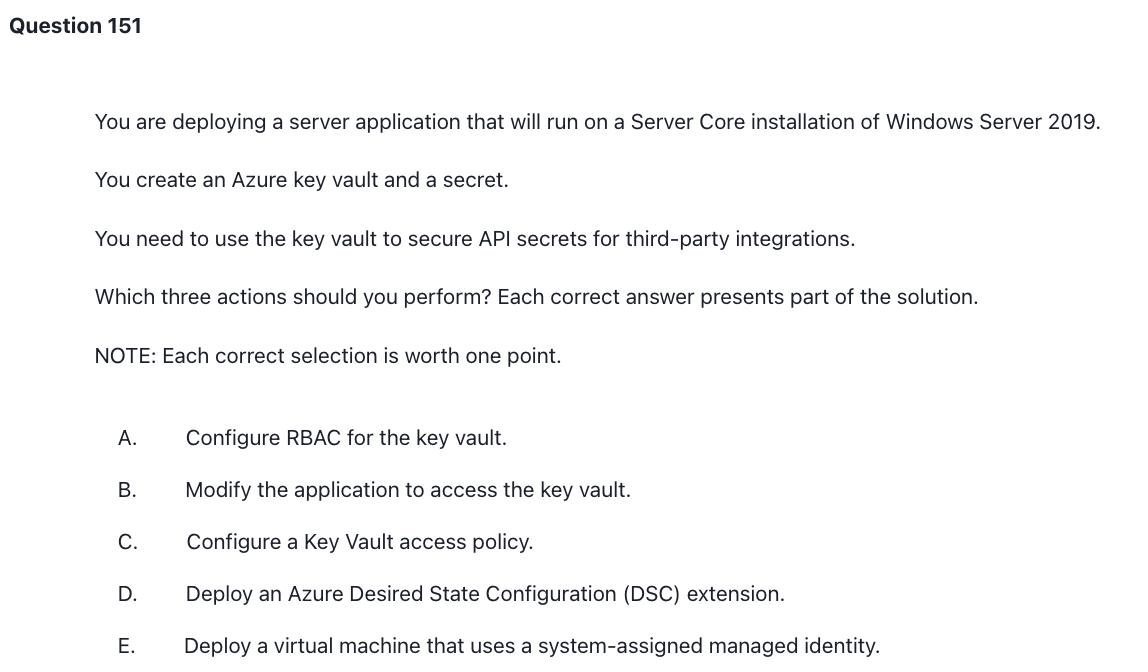 Question 151
You are deploying a server application that will run on a Server Core installation of Windows Server 2019.
You create an Azure key vault and a secret.
You need to use the key vault to secure API secrets for third-party integrations.
Which three actions should you perform? Each correct answer presents part of the solution.
NOTE: Each correct selection is worth one point.
A. Configure RBAC for the key vault.
B. Modify the application to access the key vault.
C. Configure a Key Vault access policy.
D. Deploy an Azure Desired State Configuration (DSC) extension.
E. Deploy a virtual machine that uses a system-assigned managed identity.